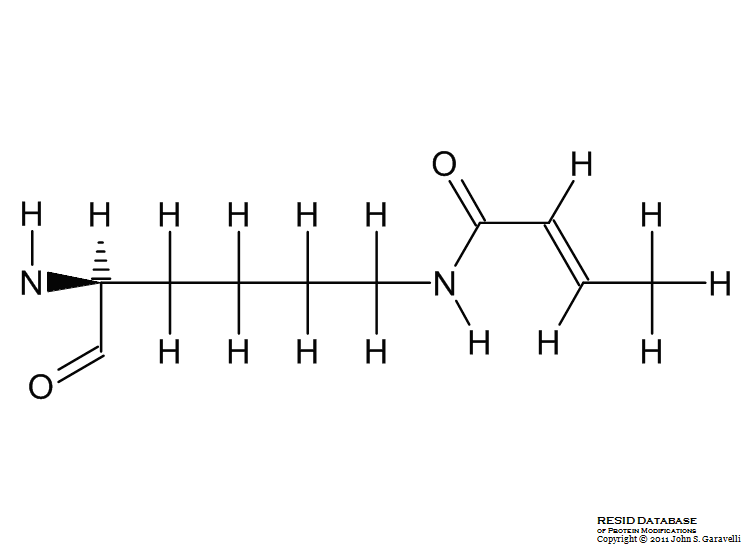 O H
H H H H H H H
N N H
H H H H H H H
O
RESID DATABASE
OF PROTEIN MODIFICATIONS
Copyright © 2011 John S. Garavelli